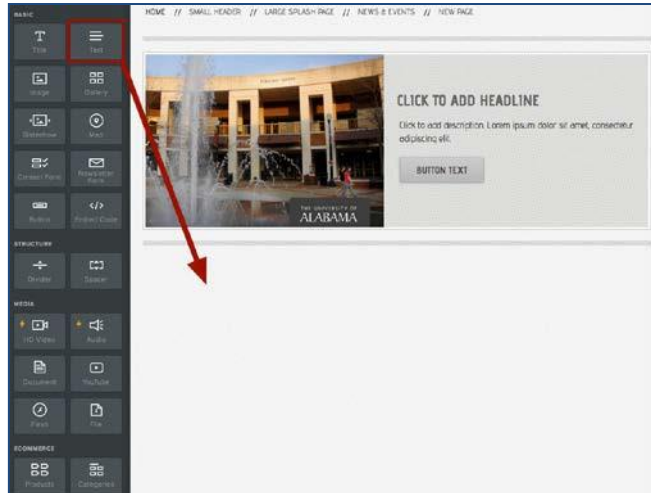 BASIC
Title
Text
Image
Gallery
Slideshow
Map
Contact Form
Newsletter Form
Button
Embed Code
STRUCTURE
Divider
Spacer
MEDIA
HD Video
Audio
Document
YouTube
Flickr
File
ECOMMERCE
Products
Categories
HOME // SMALL HEADER // LARGE SPLASH PAGE // NEWS & EVENTS // NEW PAGE
CLICK TO ADD HEADLINE
Click to add description. Lorem ipsum dolor sit amet, consectetur
adipiscing elit.
BUTTON TEXT
THE UNIVERSITY OF
ALABAMA